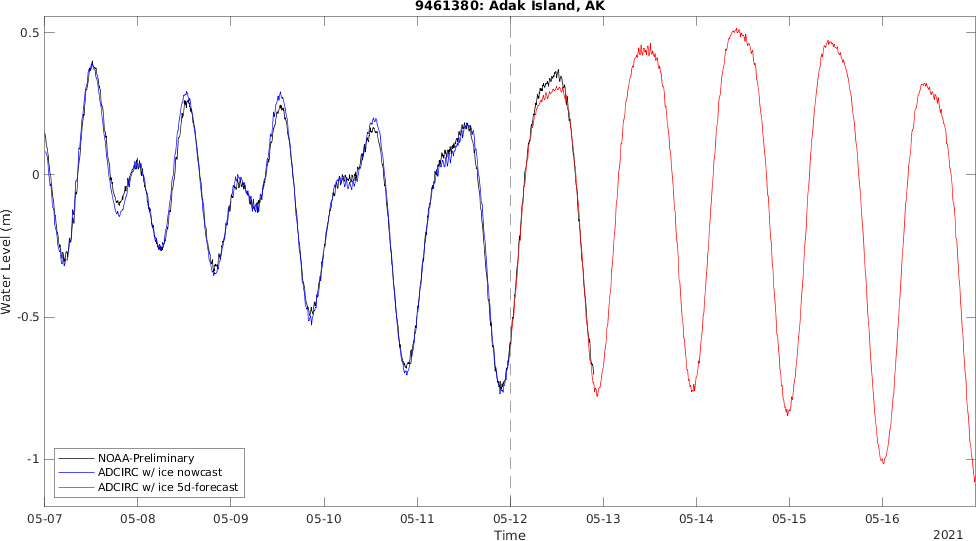 9461380: Adak Island, AK
0.5
0
-0.5
-1
Water Level (m)
NOAA-Preliminary
ADCIRC w/ ice nowcast
ADCIRC w/ ice 5d-forecast
05-07 05-08 05-09 05-10 05-11 05-12 05-13 05-14 05-15 05-16
Time
2021